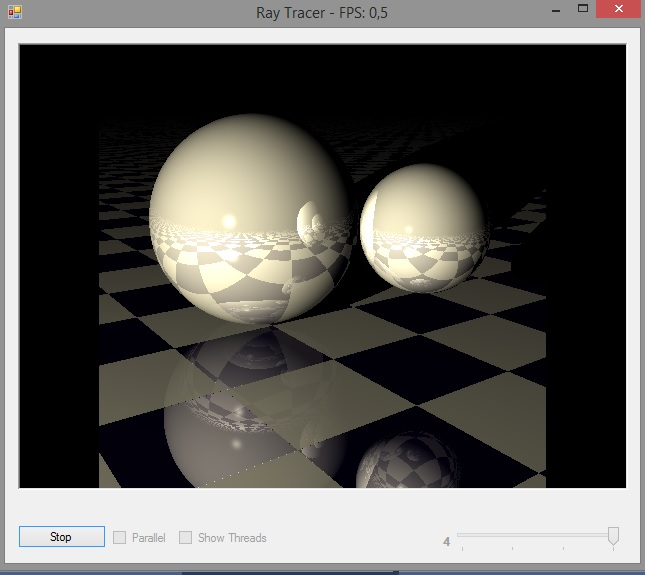 Ray Tracer - FPS: 0,5
Stop
Parallel
Show Threads
4